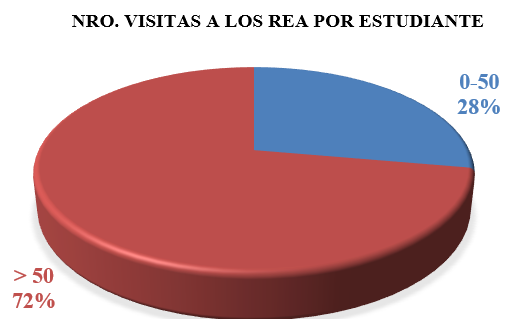 NRO. VISITAS A LOS REA POR ESTUDIANTE
0-50
28%
> 50
72%